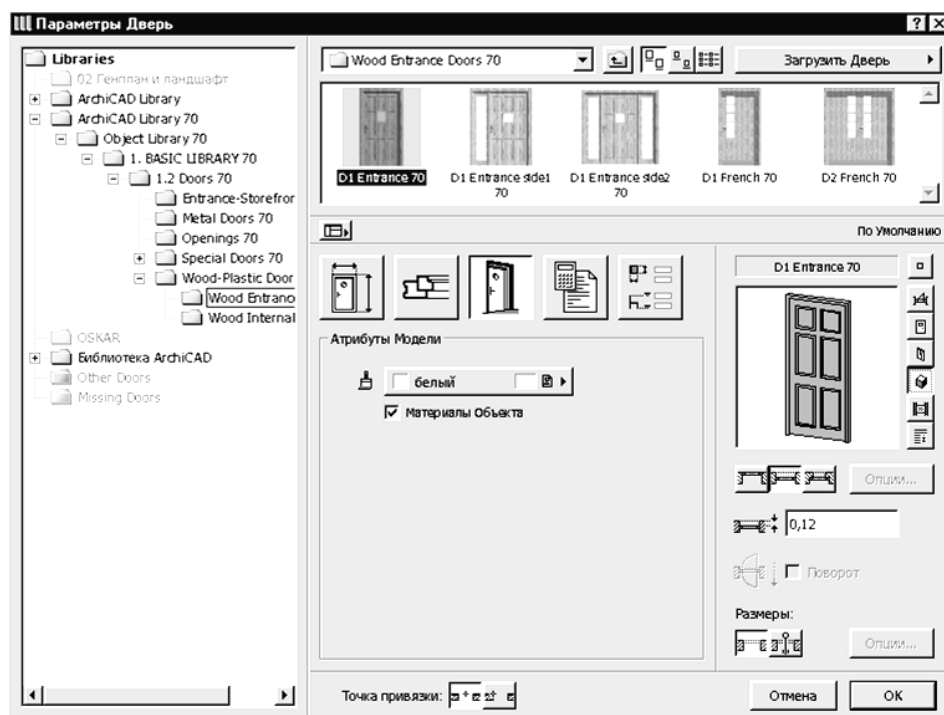 Параметры Дверь
Libraries
02 Генплан и ландшафт
ArchiCAD Library
ArchiCAD Library 70
Object Library 70
1. BASIC LIBRARY 70
1.2 Doors 70
Entrance-Storefror
Metal Doors 70
Openings 70
Special Doors 70
Wood-Plastic Door
Wood Entranc
Wood Internal
OSKAR
Библиотека ArchiCAD
Other Doors
Missing Doors
Wood Entrance Doors 70
Загрузить Дверь
D1 Entrance 70
D1 Entrance side1 70
D1 Entrance side2 70
D1 French 70
D2 French 70
По Умолчанию
Атрибуты Модели
белый
Материалы Объекта
D1 Entrance 70
Опции...
0,12
Поворот
Размеры:
Опции...
Точка привязки:
Отмена
ОК